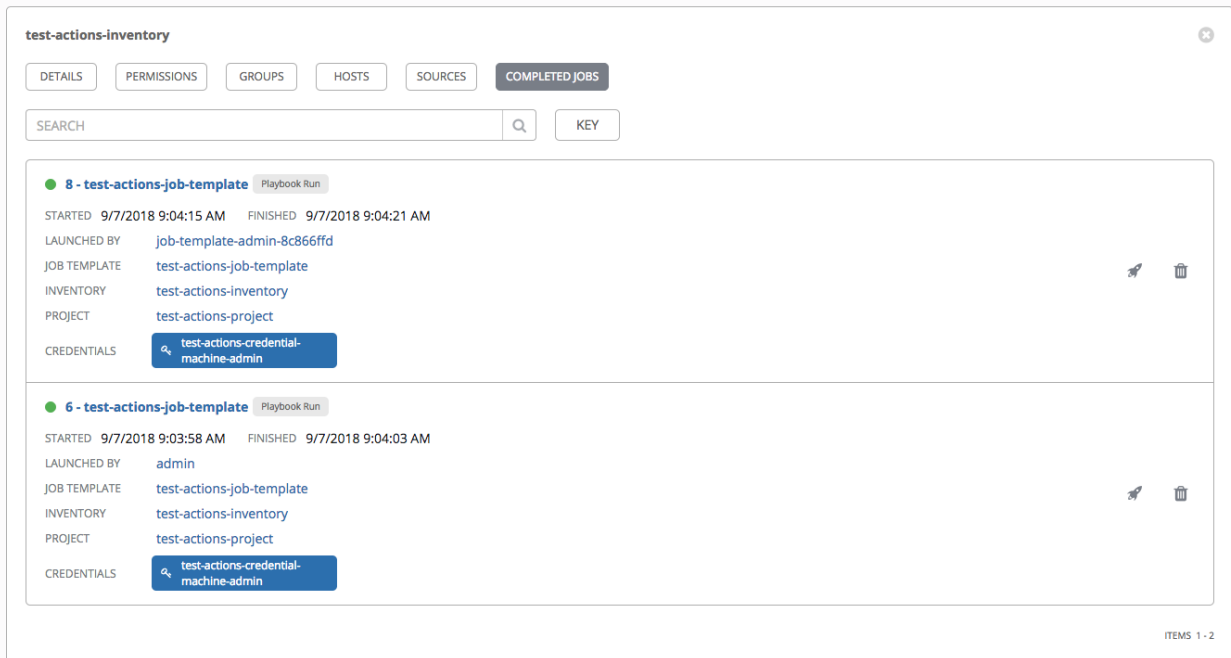 test-actions-inventory
DETAILS PERMISSIONS GROUPS HOSTS SOURCES COMPLETED JOBS
SEARCH KEY
8 - test-actions-job-template Playbook Run
STARTED 9/7/2018 9:04:15 AM FINISHED 9/7/2018 9:04:21 AM
LAUNCHED BY job-template-admin-8c866ffd
JOB TEMPLATE test-actions-job-template
INVENTORY test-actions-inventory
PROJECT test-actions-project
CREDENTIALS test-actions-credential-
machine-admin
6 - test-actions-job-template Playbook Run
STARTED 9/7/2018 9:03:58 AM FINISHED 9/7/2018 9:04:03 AM
LAUNCHED BY admin
JOB TEMPLATE test-actions-job-template
INVENTORY test-actions-inventory
PROJECT test-actions-project
CREDENTIALS test-actions-credential-
machine-admin
ITEMS 1 - 2